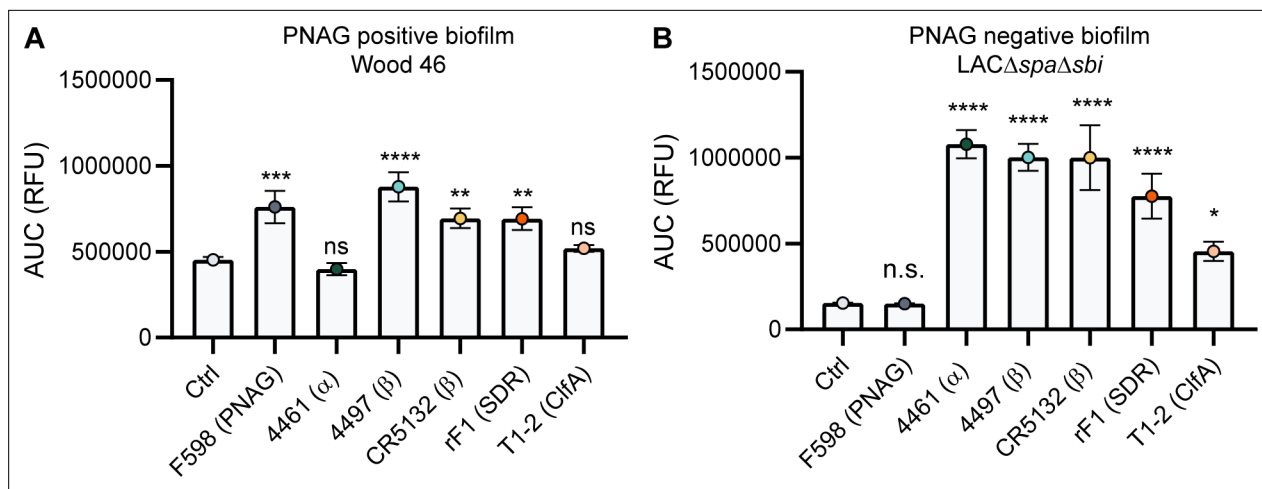 A
PNAG positive biofilm
Wood 46
AUC (RFU)
1500000
1000000
500000
0
***
ns
****
**
**
ns
Ctrl
F598 (PNAG)
4461 (α)
4497 (β)
CR5132 (β)
rF1 (SDR)
T1-2 (ClfA)
B
PNAG negative biofilm
LACΔspaΔsbi
AUC (RFU)
1500000
1000000
500000
0
n.s.
****
****
****
****
*
Ctrl
F598 (PNAG)
4461 (α)
4497 (β)
CR5132 (β)
rF1 (SDR)
T1-2 (ClfA)